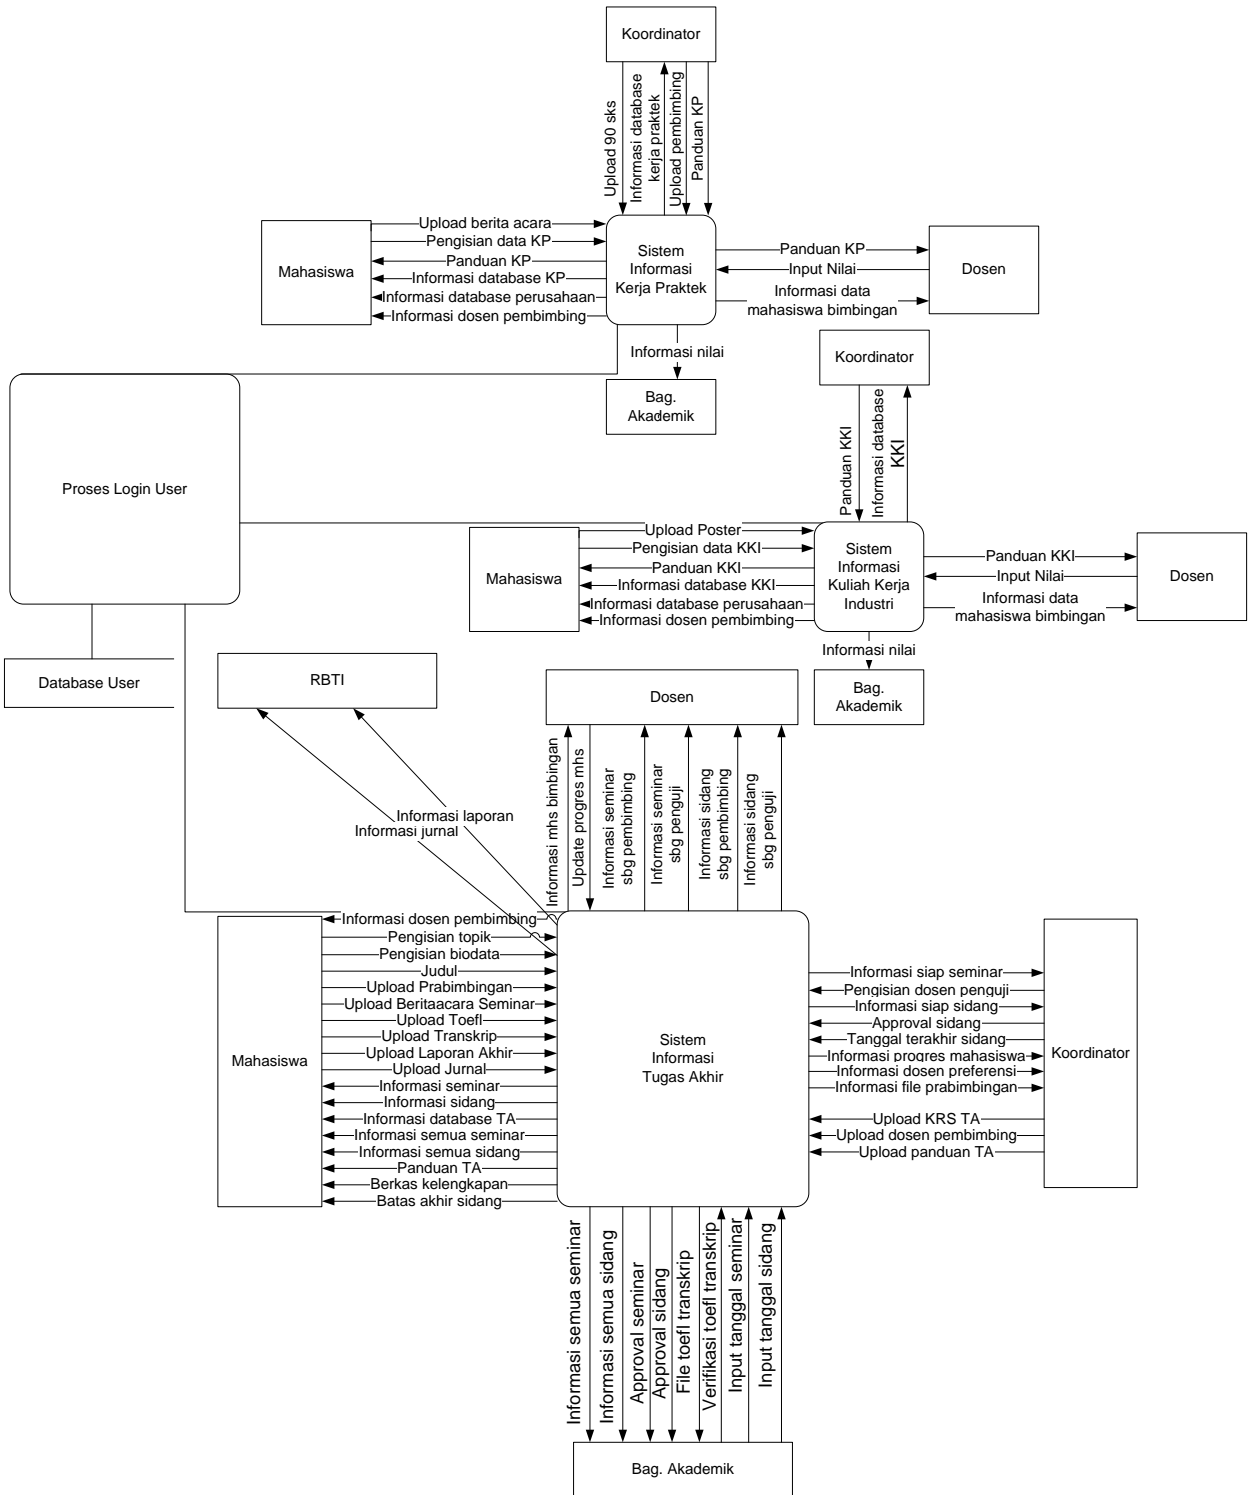 Koordinator
Upload 90 sks
Informasi database
kerja praktek
Upload pembimbing
Panduan KP
Mahasiswa
Upload berita acara
Pengisian data KP
Panduan KP
Informasi database KP
Informasi database perusahaan
Informasi dosen pembimbing
Sistem
Informasi
Kerja Praktek
Panduan KP
Input Nilai
Informasi data
mahasiswa bimbingan
Dosen
Informasi nilai
Bag.
Akademik
Koordinator
Panduan KKI
Informasi database
KKI
Proses Login User
Mahasiswa
Upload Poster
Pengisian data KKI
Panduan KKI
Informasi database KKI
Informasi database perusahaan
Informasi dosen pembimbing
Sistem
Informasi
Kuliah Kerja
Industri
Panduan KKI
Input Nilai
Informasi data
mahasiswa bimbingan
Dosen
Informasi nilai
Bag.
Akademik
Database User
RBTI
Dosen
Informasi laporan
Informasi jurnal
Informasi mhs bimbingan
Update progres mhs
Informasi seminar
sbg pembimbing
Informasi seminar
sbg penguji
Informasi sidang
sbg pembimbing
Informasi sidang
sbg penguji
Mahasiswa
Informasi dosen pembimbing
Pengisian topik
Pengisian biodata
Judul
Upload Prabimbingan
Upload Beritaacara Seminar
Upload Toefl
Upload Transkrip
Upload Laporan Akhir
Upload Jurnal
Informasi seminar
Informasi sidang
Informasi database TA
Informasi semua seminar
Informasi semua sidang
Panduan TA
Berkas kelengkapan
Batas akhir sidang
Sistem
Informasi
Tugas Akhir
Informasi siap seminar
Pengisian dosen penguji
Informasi siap sidang
Approval sidang
Tanggal terakhir sidang
Informasi progres mahasiswa
Informasi dosen preferensi
Informasi file prabimbingan
Upload KRS TA
Upload dosen pembimbing
Upload panduan TA
Koordinator
Informasi semua seminar
Informasi semua sidang
Approval seminar
Approval sidang
File toefl transkrip
Verifikasi toefl transkrip
Input tanggal seminar
Input tanggal sidang
Bag. Akademik